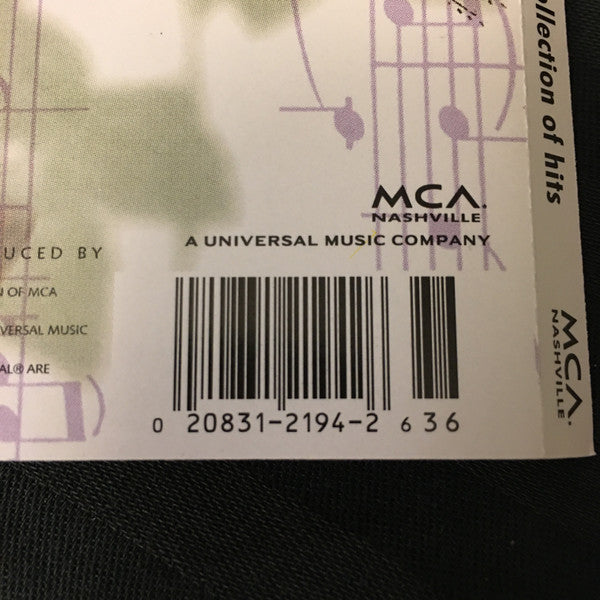 ollection of hits
MCA
NASHVILLE
A UNIVERSAL MUSIC COMPANY
UCED BY
N OF MCA
VERSAL MUSIC
AL® ARE
0 20831-2194-2 6 36
MCA
NASHVILLE.